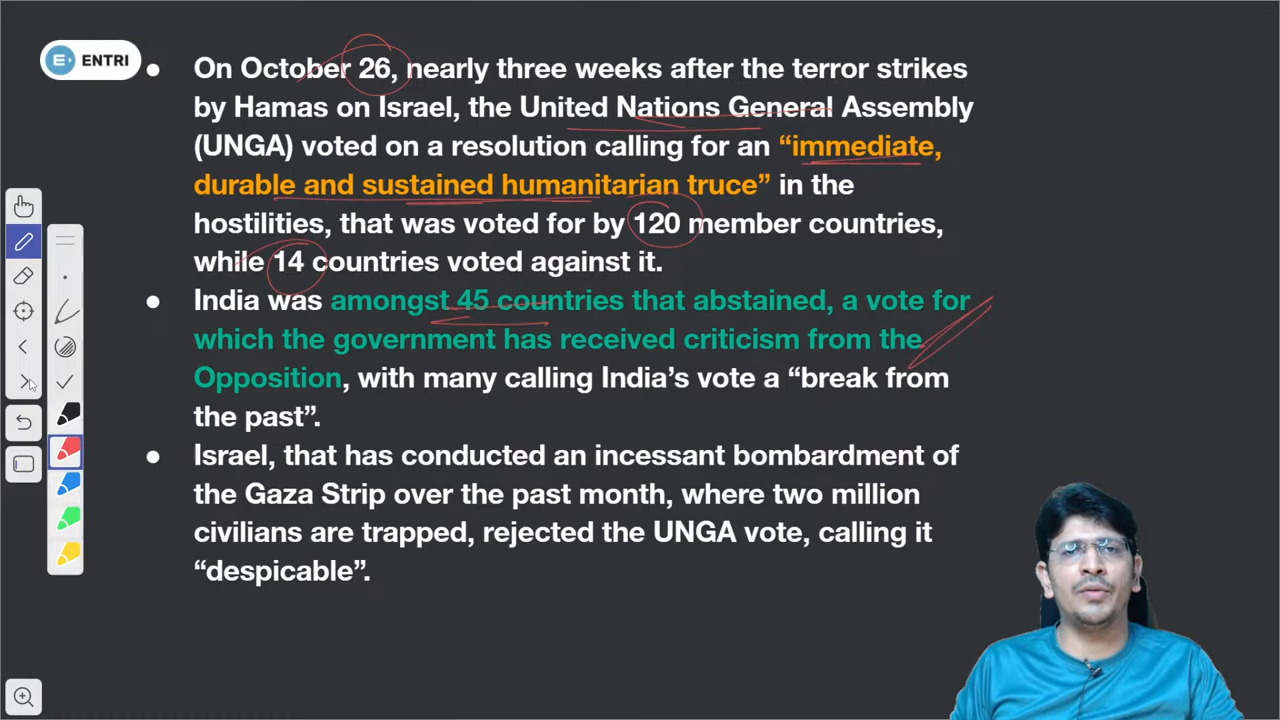 ENTRI
● On October 26, nearly three weeks after the terror strikes
by Hamas on Israel, the United Nations General Assembly
(UNGA) voted on a resolution calling for an “immediate,
durable and sustained humanitarian truce” in the
hostilities, that was voted for by 120 member countries,
while 14 countries voted against it.
● India was amongst 45 countries that abstained, a vote for
which the government has received criticism from the
Opposition, with many calling India’s vote a “break from
the past”.
● Israel, that has conducted an incessant bombardment of
the Gaza Strip over the past month, where two million
civilians are trapped, rejected the UNGA vote, calling it
“despicable”.